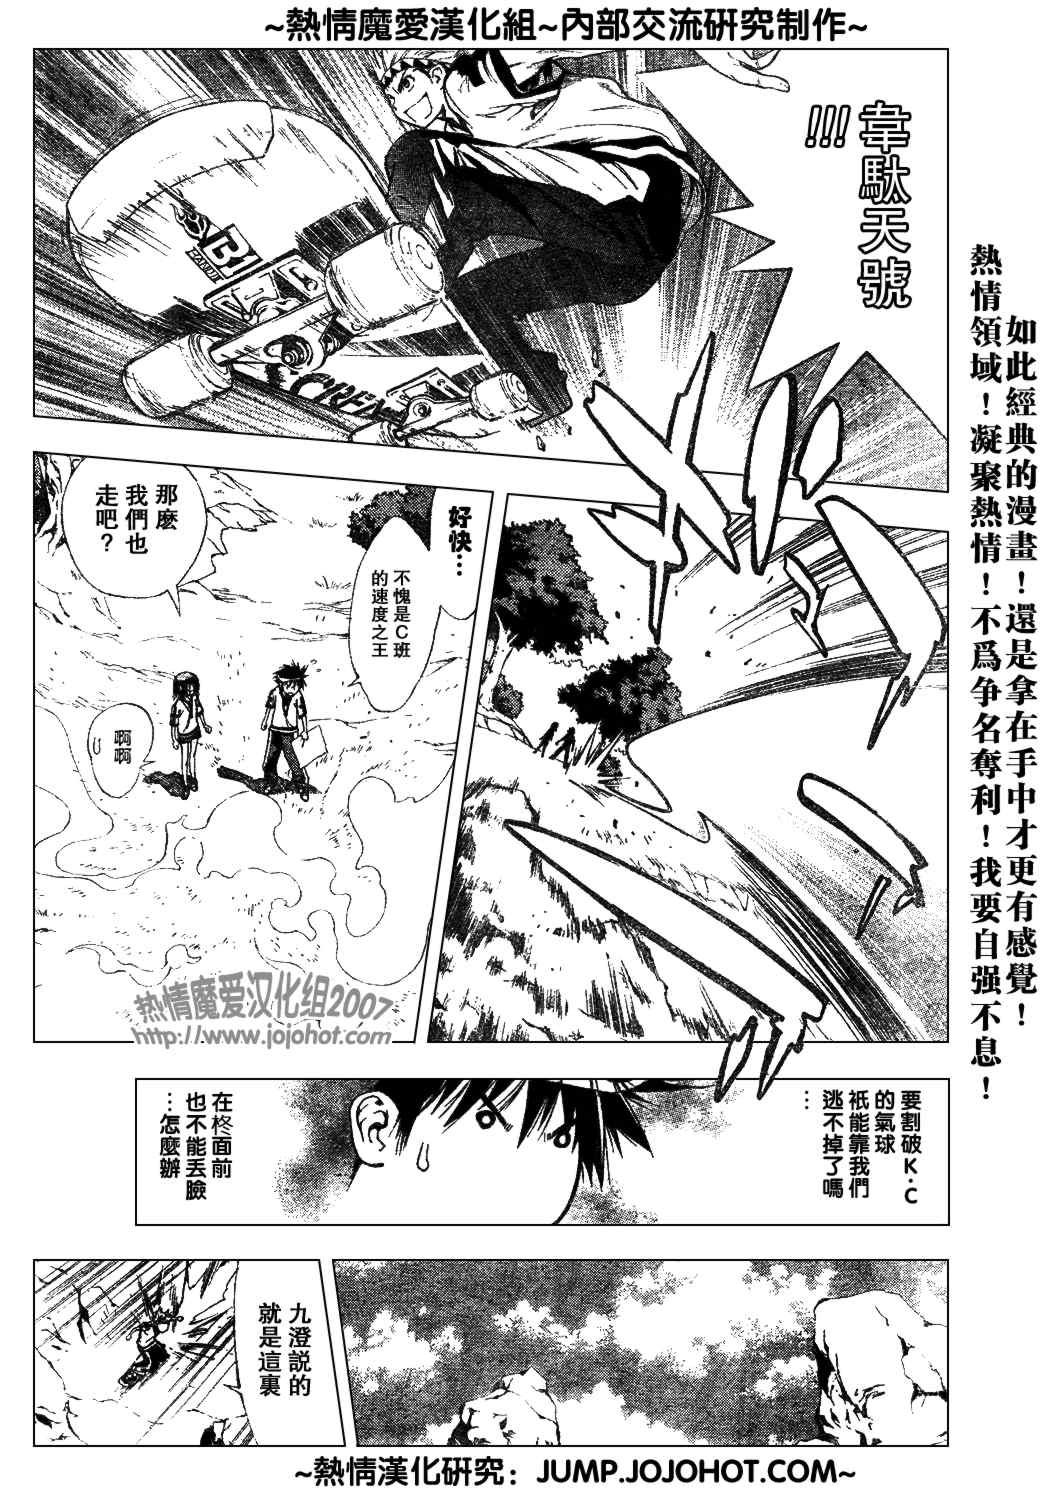 ~熱情魔愛漢化組~內部交流研究制作~
韋駄天號
!!!
如此經典的漫畫！還是拿在手中才更有感覺！
熱情領域！凝聚熱情！不爲争名奪利！我要自强不息！
好快…
不愧是C班
的速度之王
那麽
我們也
走吧？
啊啊
熱情魔爱汉化组2007
http://www.jojohot.com
要割破K·C
的氣球
衹能靠我們
逃不掉了嗎
…
在柊面前
也不能丟臉
…怎麼辦
九澄説的
就是這裏
~熱情漢化研究：JUMP.JOJOHOT.COM~